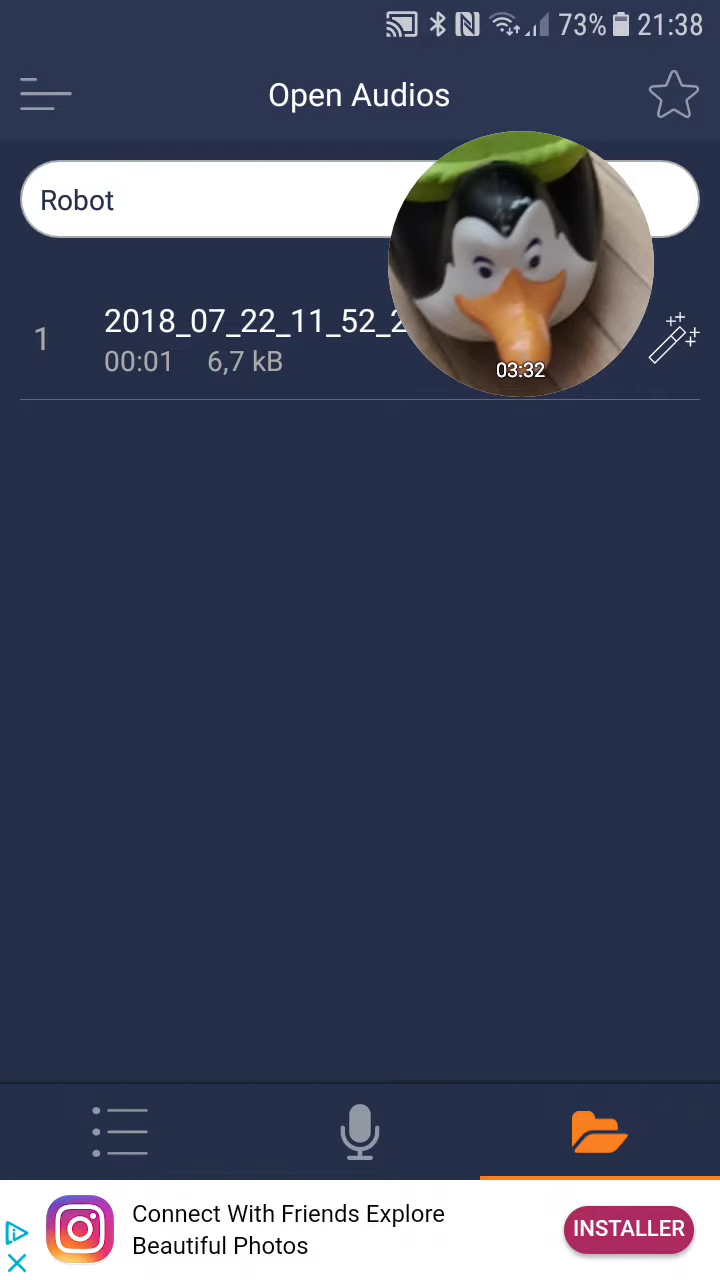 73% 21:38
Open Audios
Robot
1
2018_07_22_11_52_2
00:01 6,7 kB
03:32
Connect With Friends Explore
Beautiful Photos
INSTALLER